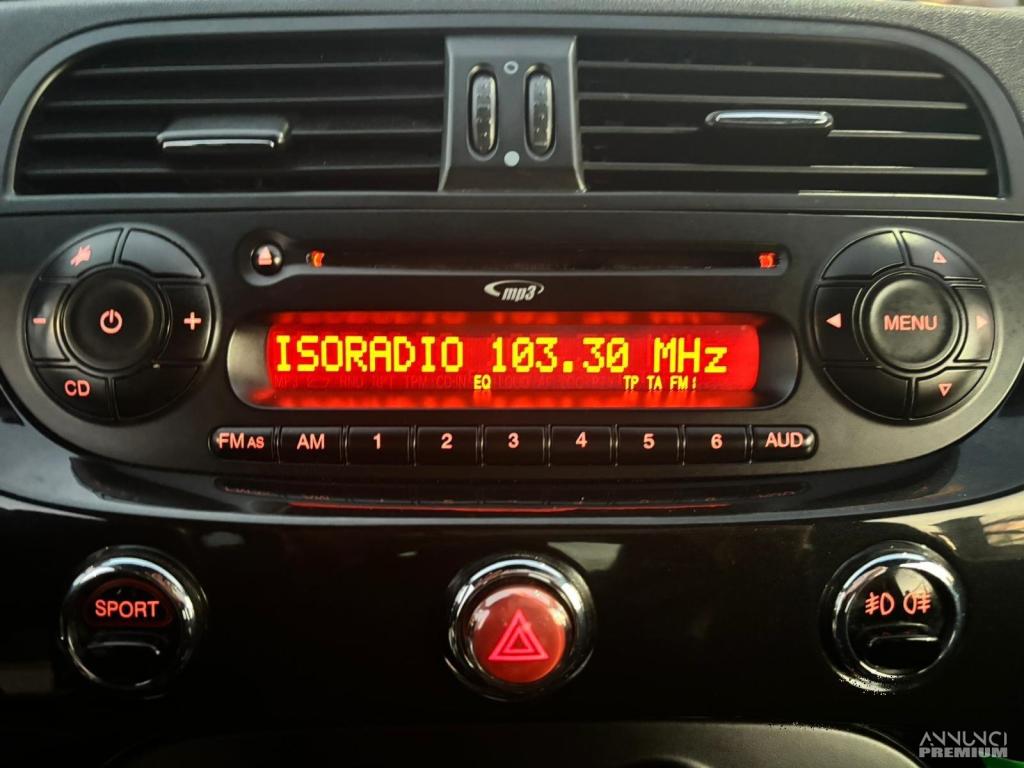 mp3
ISORADIO 103.30 MHz
EQ TP TA FM
CD
MENU
FM AS AM 1 2 3 4 5 6 AUD
SPORT
ANNUNCI
PREMIUM